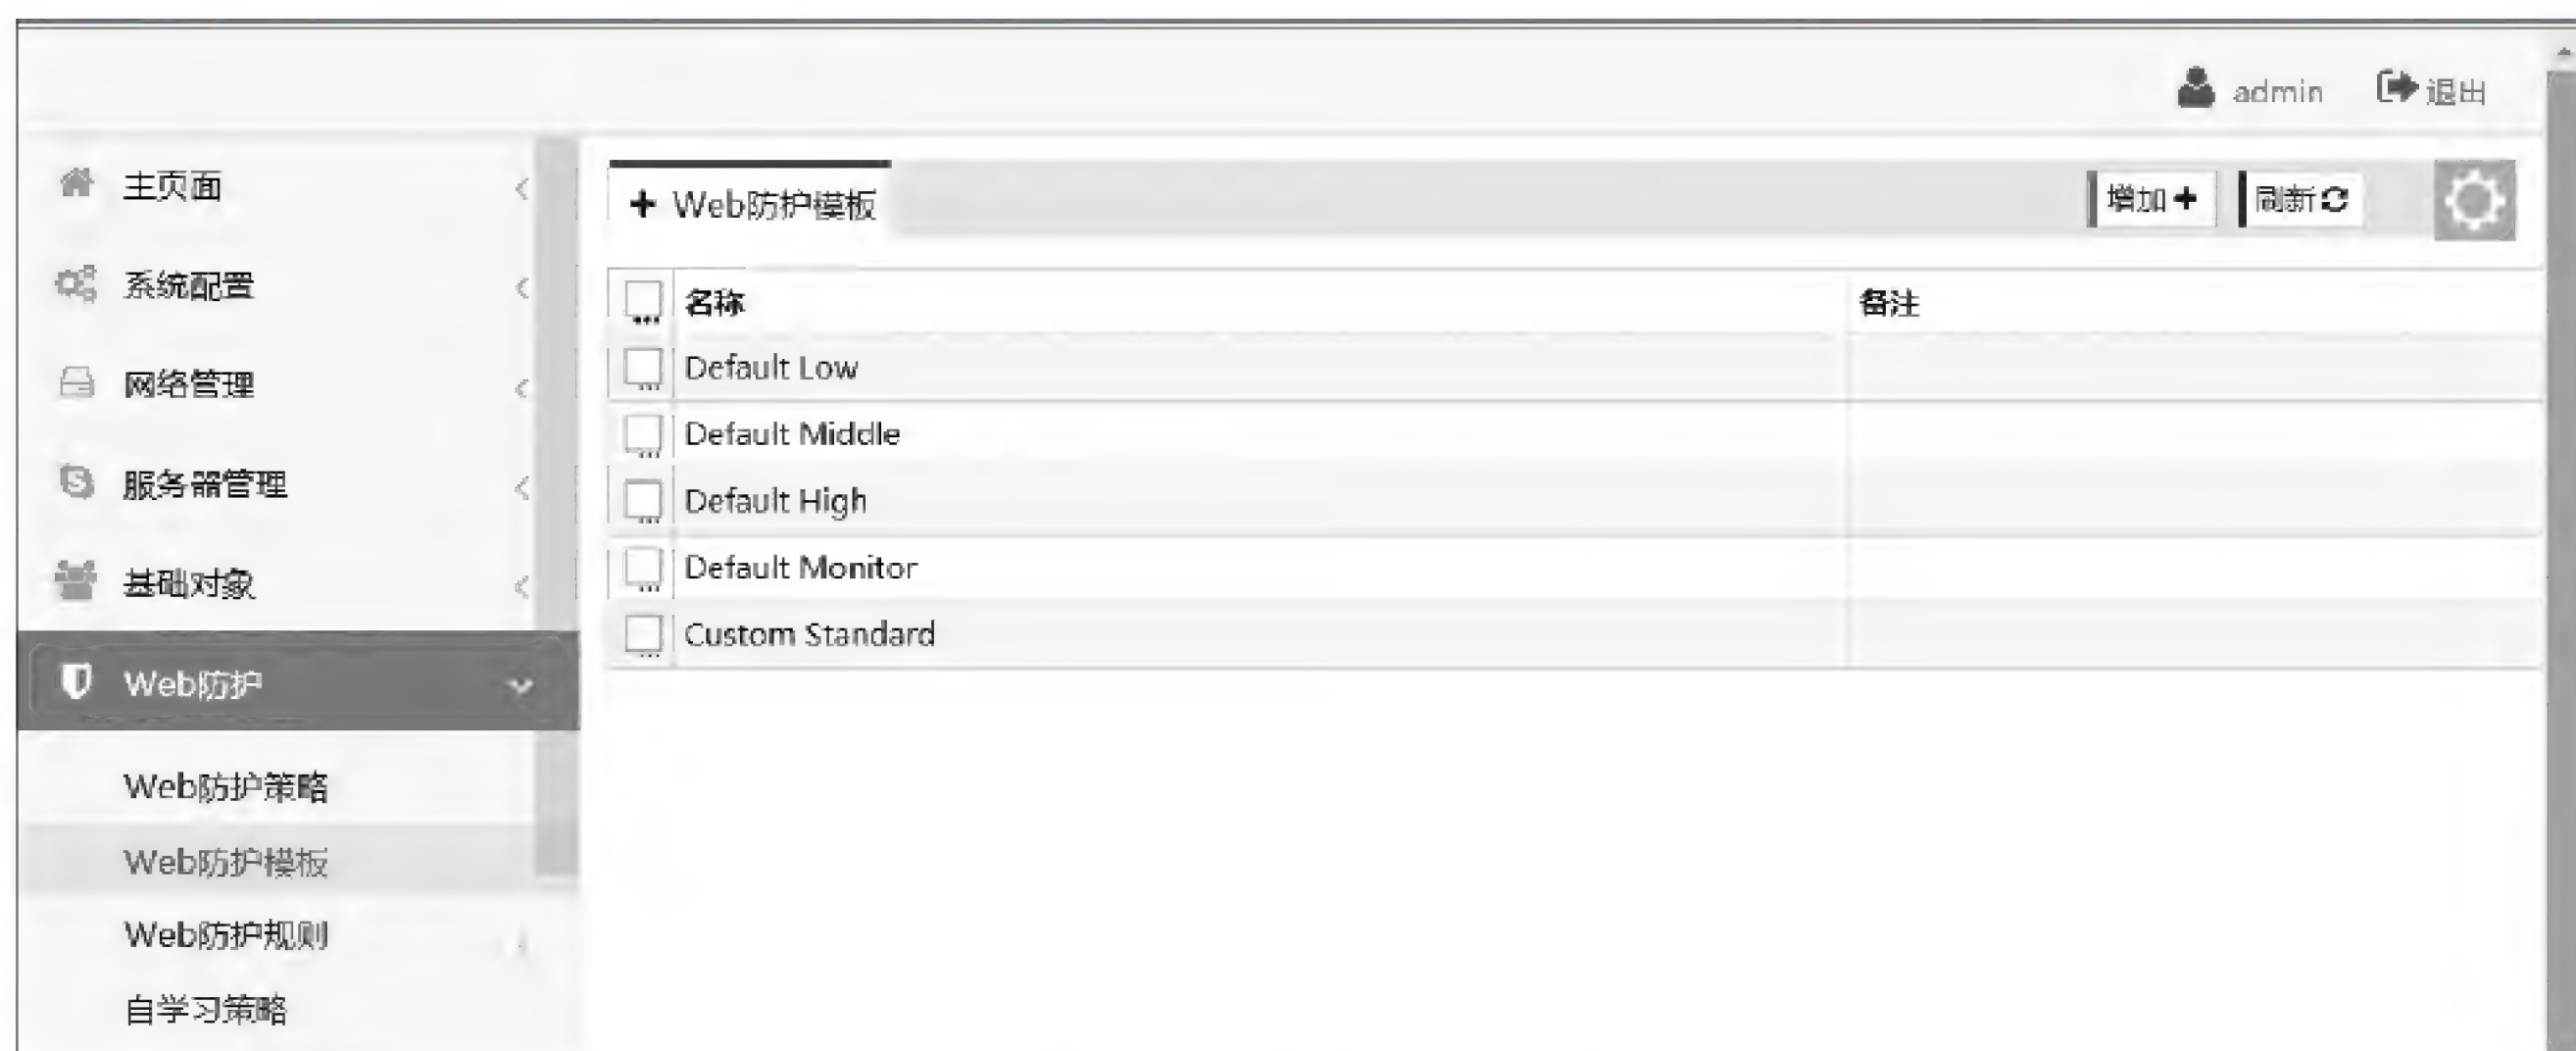 admin 退出
主页面
系统配置
网络管理
服务器管理
基础对象
Web防护
Web防护策略
Web防护模板
Web防护规则
自学习策略
Web防护模板 增加 刷新
名称 备注
Default Low
Default Middle
Default High
Default Monitor
Custom Standard